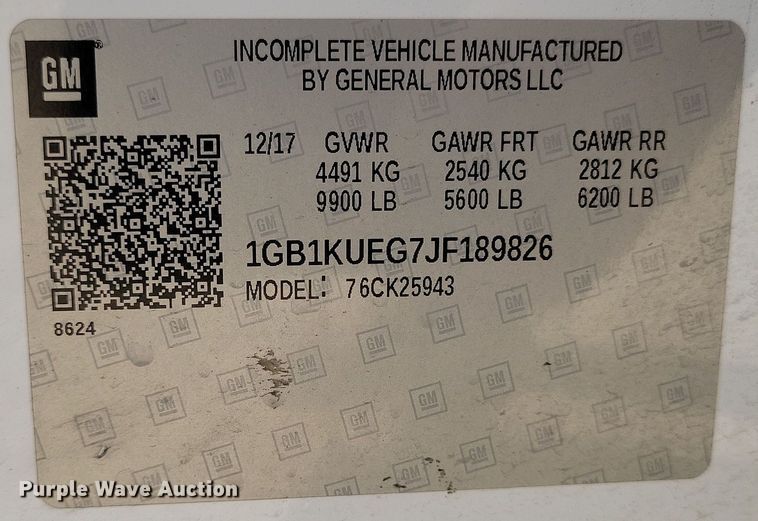 GM
INCOMPLETE VEHICLE MANUFACTURED
BY GENERAL MOTORS LLC
12/17 GVWR GAWR FRT GAWR RR
4491 KG 2540 KG 2812 KG
9900 LB 5600 LB 6200 LB
1GB1KUEG7JF189826
MODEL: 76CK25943
8624
Purple Wave Auction